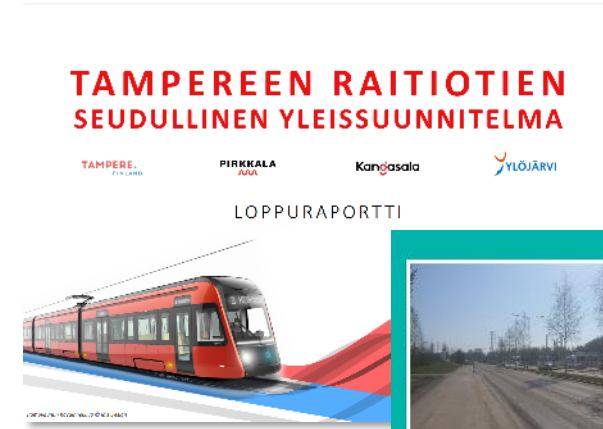 TAMPEREEN RAITIOTIEN
SEUDULLINEN YLEISSUUNNITELMA
TAMPERE.
FINLAND
PIRKKALA
Kangasala
YLÖJÄRVI
LOPPURAPORTTI